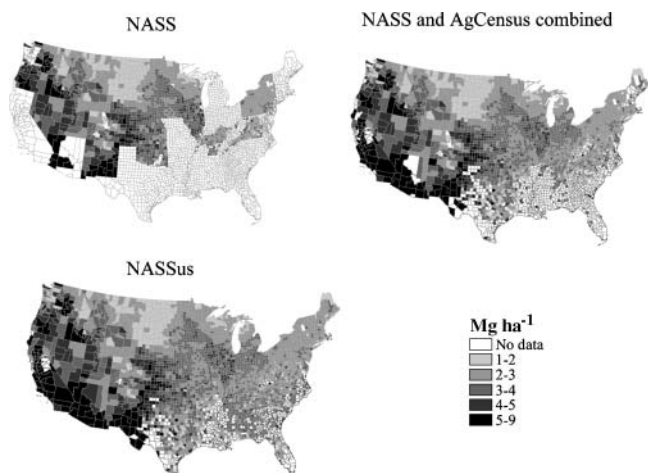 NASS
NASS and AgCensus combined
NASSus
Mg ha⁻¹
No data
1-2
2-3
3-4
4-5
5-9